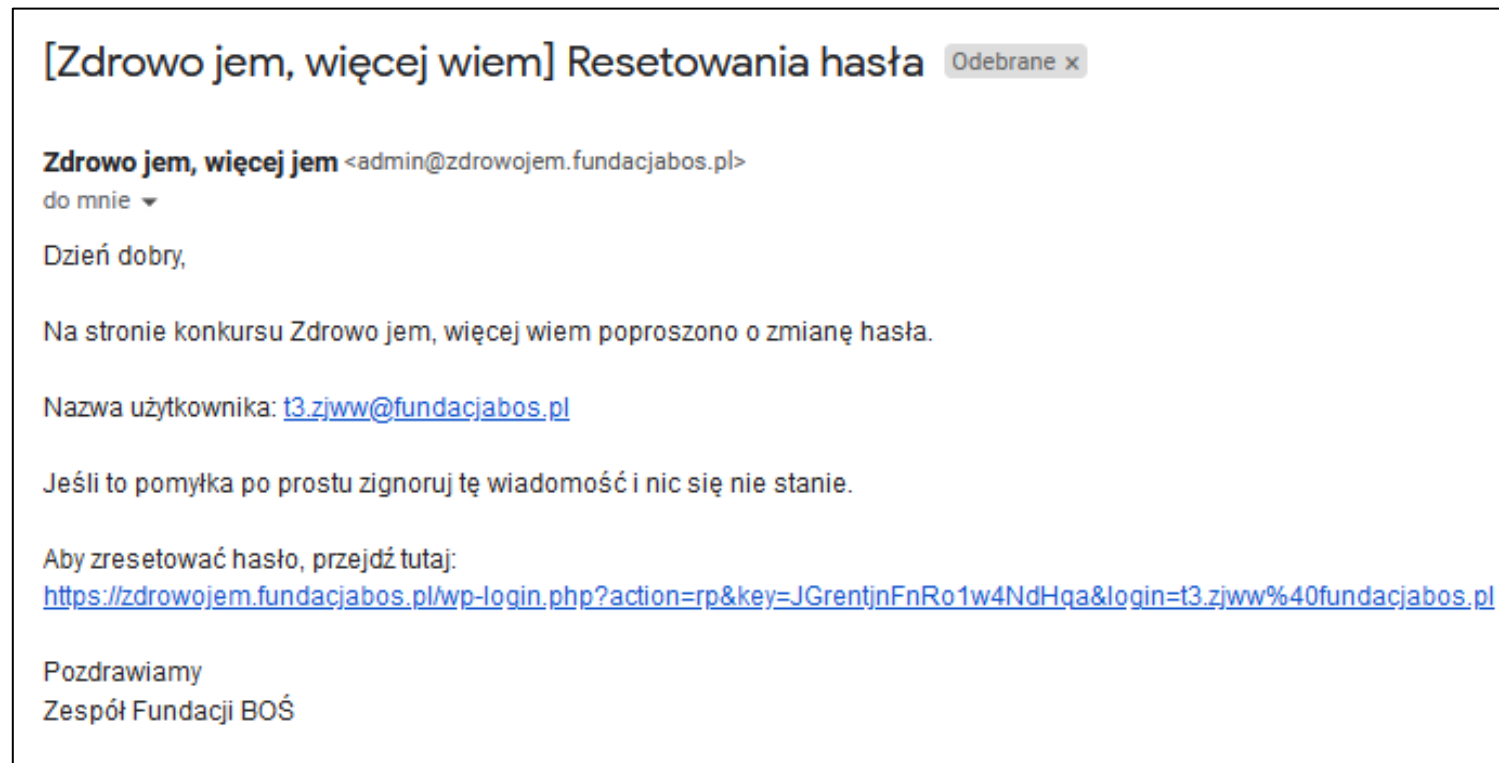 [Zdrowo jem, więcej wiem] Resetowania hasła Odebrane x
Zdrowo jem, więcej jem <admin@zdrowojem.fundacjabos.pl>
do mnie
Dzień dobry,
Na stronie konkursu Zdrowo jem, więcej wiem poproszono o zmianę hasła.
Nazwa użytkownika: t3.zjww@fundacjabos.pl
Jeśli to pomyłka po prostu zignoruj tę wiadomość i nic się nie stanie.
Aby zresetować hasło, przejdź tutaj:
https://zdrowojem.fundacjabos.pl/wp-login.php?action=rp&key=JGrentjnFnRo1w4NdHqa&login=t3.zjww%40fundacjabos.pl
Pozdrawiamy
Zespół Fundacji BOŚ